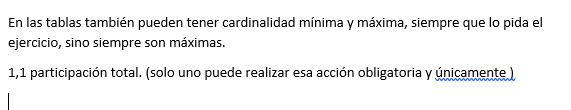 En las tablas también pueden tener cardinalidad mínima y máxima, siempre que lo pida el
ejercicio, sino siempre son máximas.
1,1 participación total. (solo uno puede realizar esa acción obligatoria y únicamente )